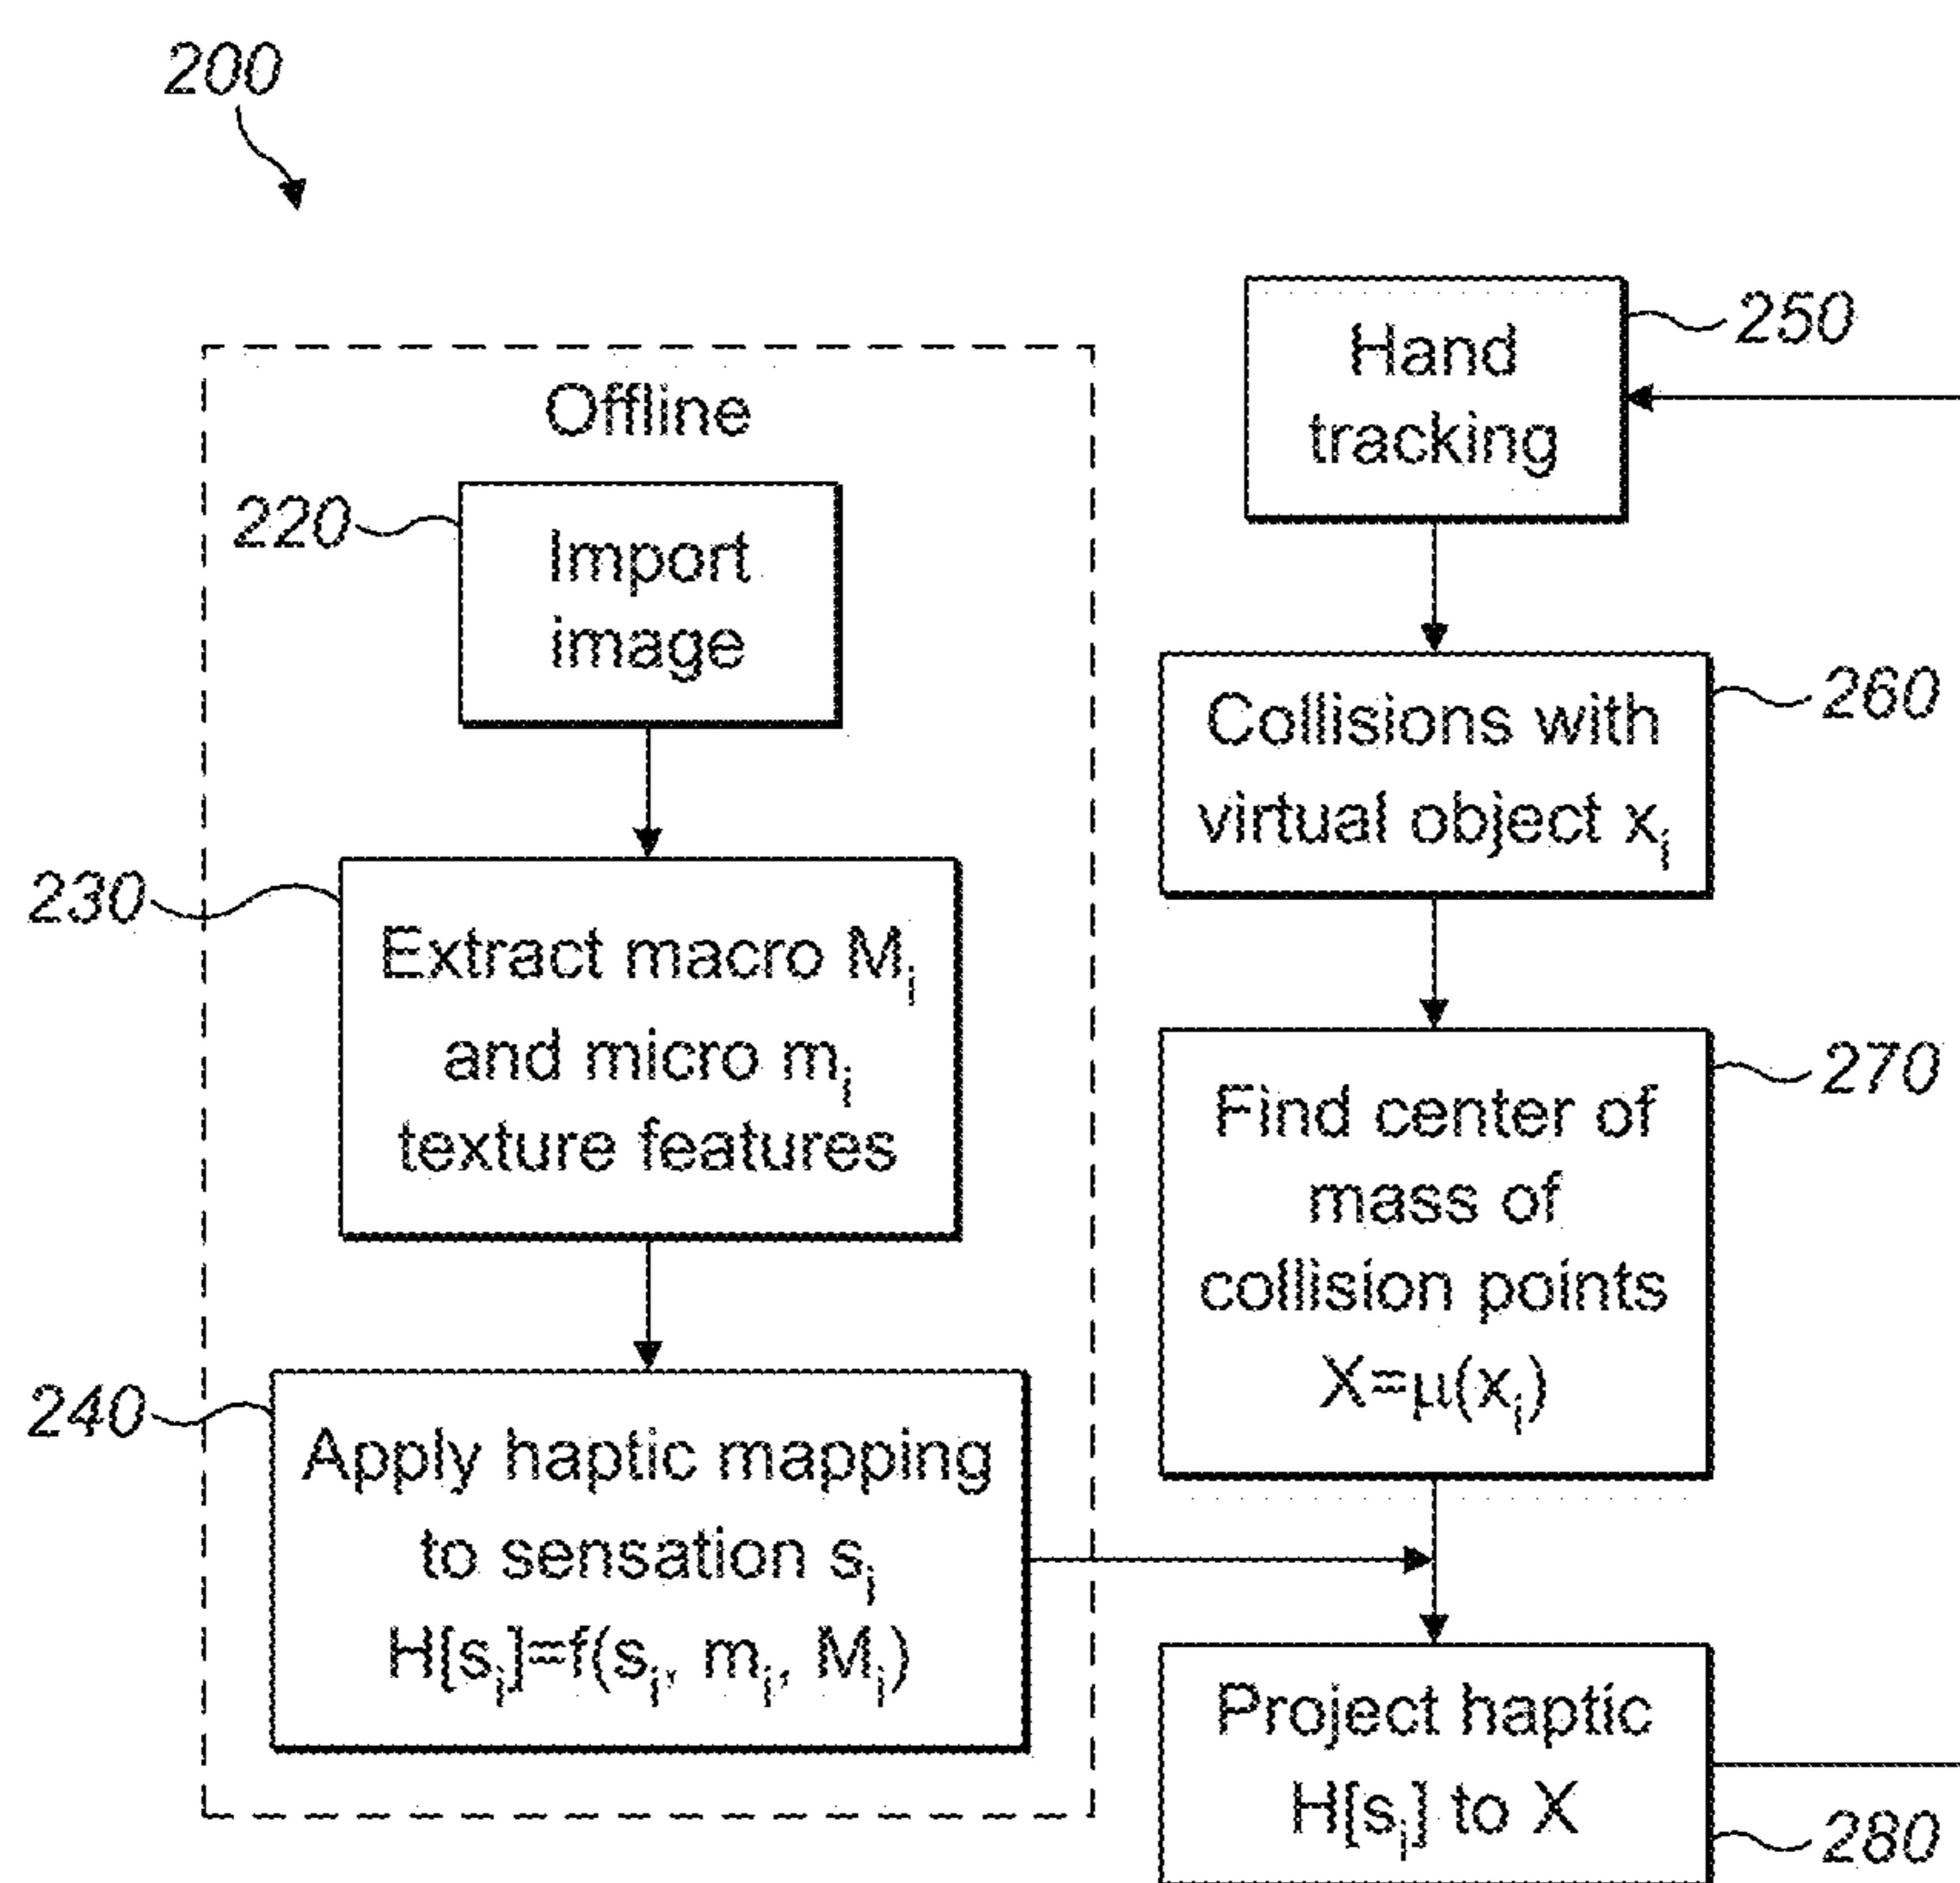 200
Offline
220
Import
image
230
Extract macro Mᵢ
and micro mᵢ
texture features
240
Apply haptic mapping
to sensation sᵢ
H[sᵢ]=f(sᵢ, mᵢ, Mᵢ)
250
Hand
tracking
260
Collisions with
virtual object xᵢ
270
Find center of
mass of
collision points
X=μ(xᵢ)
Project haptic
H[sᵢ] to X
280